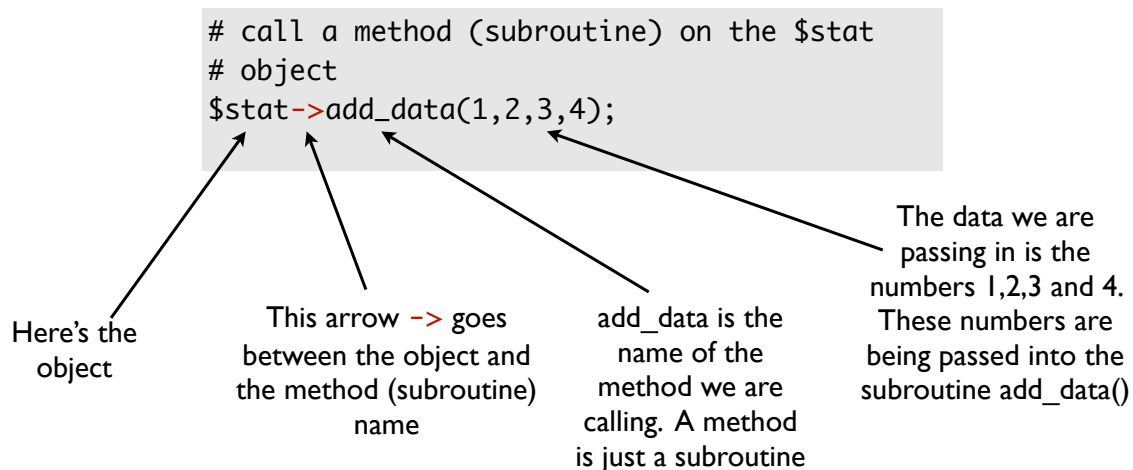 # call a method (subroutine) on the $stat
# object
$stat->add_data(1,2,3,4);
Here's the
object
This arrow -> goes
between the object and
the method (subroutine)
name
add_data is the
name of the
method we are
calling. A method
is just a subroutine
The data we are
passing in is the
numbers 1,2,3 and 4.
These numbers are
being passed into the
subroutine add_data()